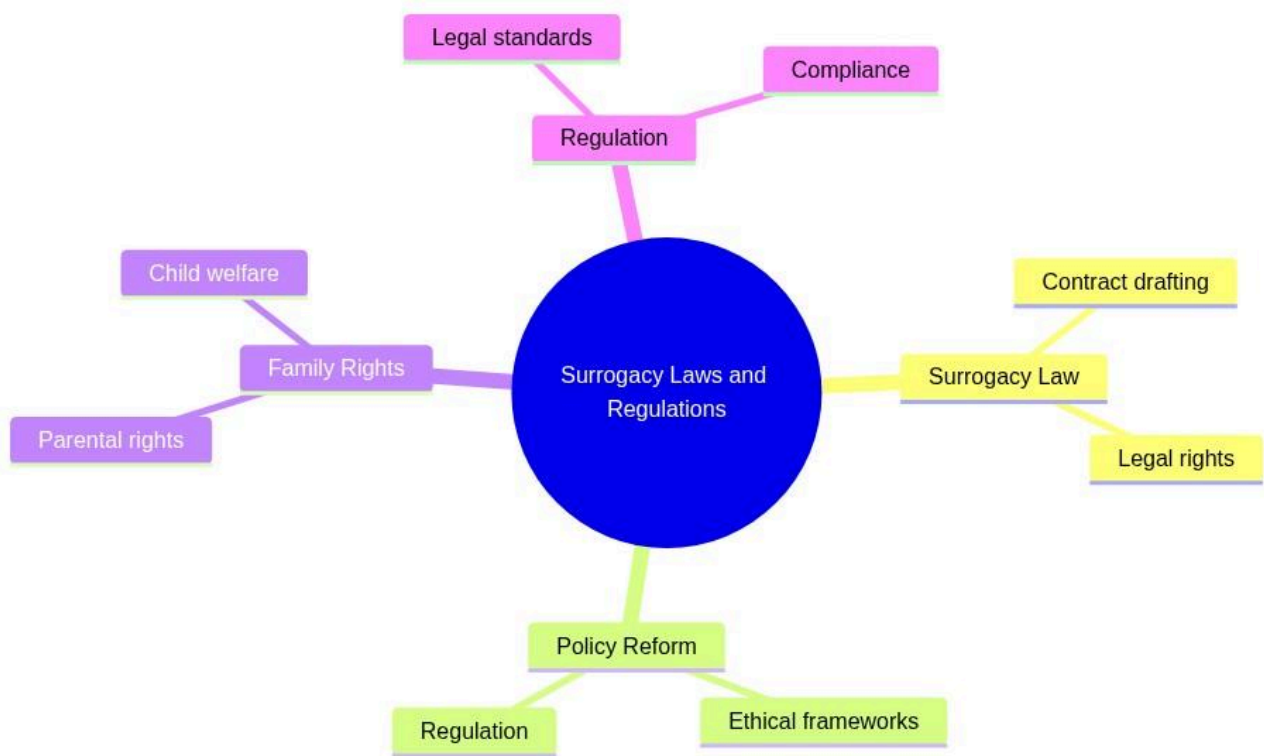 Legal standards
Compliance
Regulation
Child welfare
Contract drafting
Family Rights
Surrogacy Laws and
Regulations
Surrogacy Law
Parental rights
Legal rights
Policy Reform
Regulation
Ethical frameworks